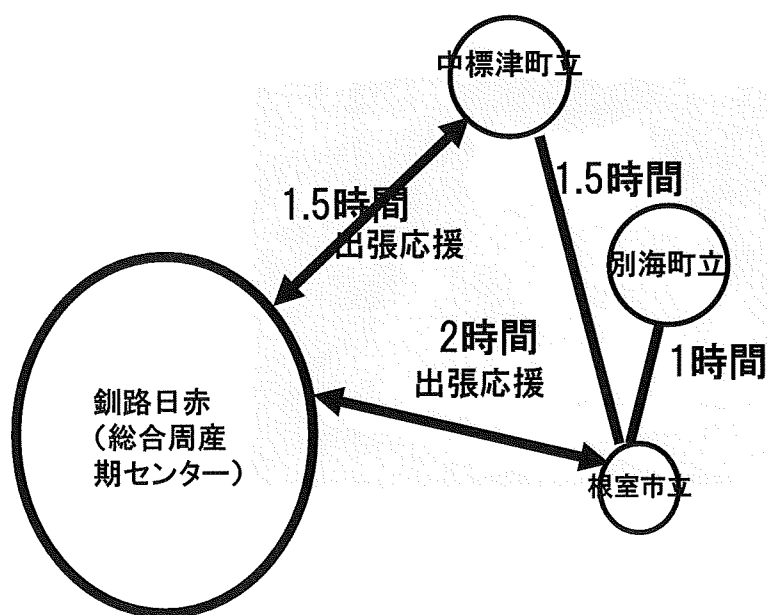 中標津町立
1.5時間
1.5時間
出張応援
別海町立
2時間
1時間
出張応援
釧路日赤
（総合周産
期センター）
根室市立